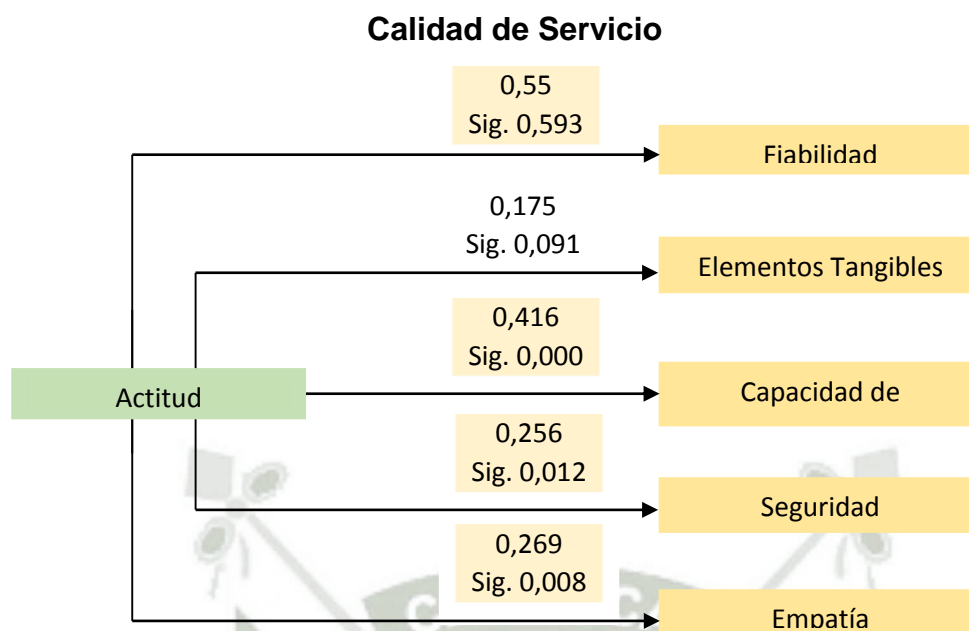 Calidad de Servicio
0,55
Sig. 0,593
Fiabilidad
0,175
Sig. 0,091
Elementos Tangibles
0,416
Sig. 0,000
Actitud
Capacidad de
0,256
Sig. 0,012
Seguridad
0,269
Sig. 0,008
Empatía